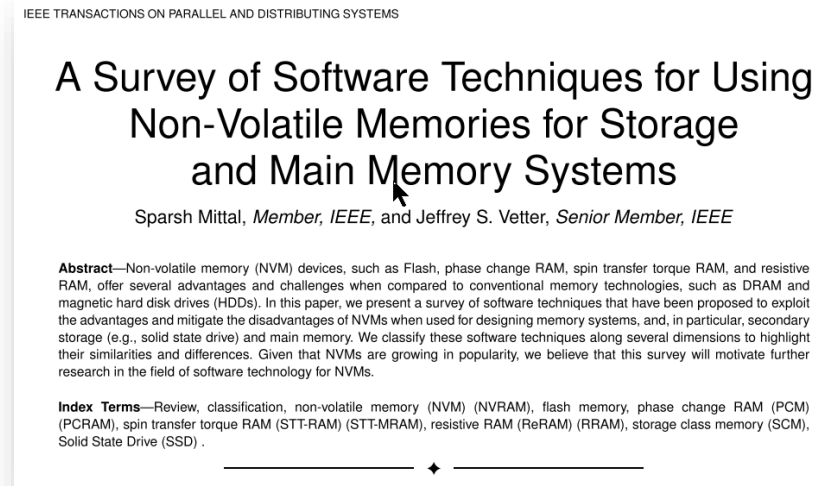 IEEE TRANSACTIONS ON PARALLEL AND DISTRIBUTING SYSTEMS
A Survey of Software Techniques for Using
Non-Volatile Memories for Storage
and Main Memory Systems
Sparsh Mittal, Member, IEEE, and Jeffrey S. Vetter, Senior Member, IEEE
Abstract—Non-volatile memory (NVM) devices, such as Flash, phase change RAM, spin transfer torque RAM, and resistive
RAM, offer several advantages and challenges when compared to conventional memory technologies, such as DRAM and
magnetic hard disk drives (HDDs). In this paper, we present a survey of software techniques that have been proposed to exploit
the advantages and mitigate the disadvantages of NVMs when used for designing memory systems, and, in particular, secondary
storage (e.g., solid state drive) and main memory. We classify these software techniques along several dimensions to highlight
their similarities and differences. Given that NVMs are growing in popularity, we believe that this survey will motivate further
research in the field of software technology for NVMs.
Index Terms—Review, classification, non-volatile memory (NVM) (NVRAM), flash memory, phase change RAM (PCM)
(PCRAM), spin transfer torque RAM (STT-RAM) (STT-MRAM), resistive RAM (ReRAM) (RRAM), storage class memory (SCM),
Solid State Drive (SSD) .